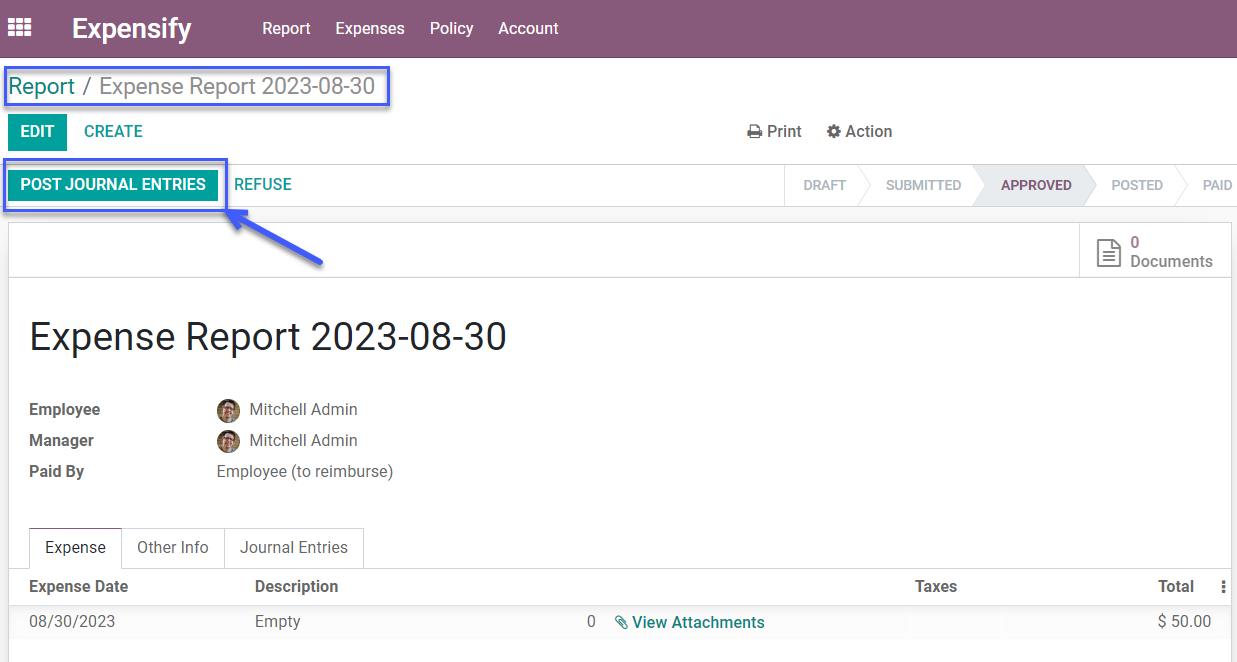 Expensify Report Expenses Policy Account
Report / Expense Report 2023-08-30
EDIT CREATE Print Action
POST JOURNAL ENTRIES REFUSE DRAFT SUBMITTED APPROVED POSTED PAID
0
Documents
Expense Report 2023-08-30
Employee Mitchell Admin
Manager Mitchell Admin
Paid By Employee (to reimburse)
Expense Other Info Journal Entries
Expense Date Description Taxes Total
08/30/2023 Empty 0 View Attachments $ 50.00